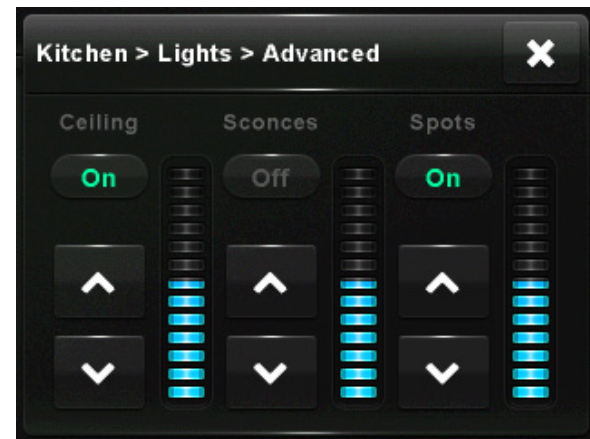 Kitchen > Lights > Advanced
Ceiling Sconces Spots
On Off On